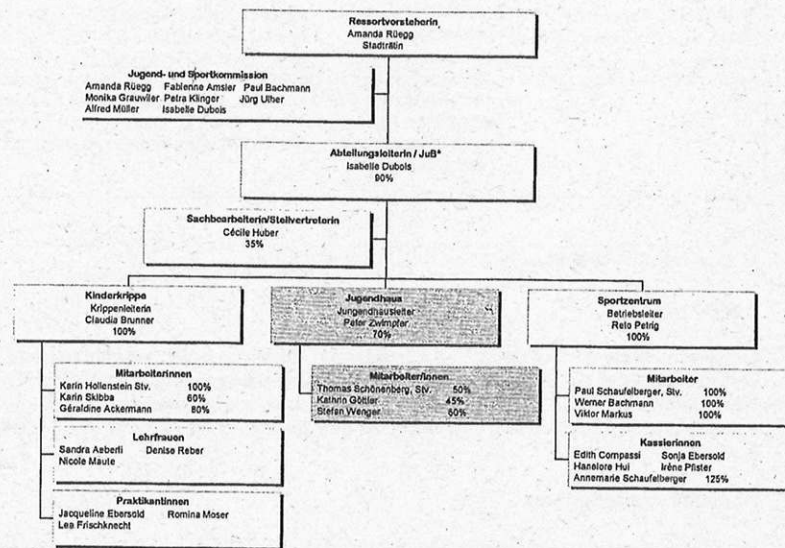 Ressortvorsteherin
Amanda Rüegg
Stadträtin
Jugend- und Sportkommission
Amanda Rüegg Fabienne Amsler Paul Bachmann
Monika Grauwiler Petra Klinger Jürg Ulher
Alfred Müller Isabelle Dubois
Abteilungsleiterin / JuB*
Isabelle Dubois
90%
Sachbearbeiterin/Stellvertreterin
Cécile Huber
35%
Kinderkrippe
Krippenleiterin
Claudia Brunner
100%
Jugendhaus
Jungendhausleiter
Peter Zwimpfer
70%
Sportzentrum
Betriebsleiter
Reto Petrig
100%
Mitarbeiterinnen
Karin Hollenstein Stv. 100%
Karin Skibba 60%
Géraldine Ackermann 80%
Mitarbeiter/innen
Thomas Schönenberg, Stv. 50%
Kathrin Göttler 45%
Stefan Wenger 60%
Mitarbeiter
Paul Schaufelberger, Stv. 100%
Werner Bachmann 100%
Viktor Markus 100%
Lehrfrauen
Sandra Aeberli Denise Reber
Nicole Maute
Kassierinnen
Edith Compassi Sonja Ebersold
Hanelore Hui Irène Pfister
Annemarie Schaufelberger 125%
Praktikantinnen
Jacqueline Ebersold Romina Moser
Lea Frischknecht